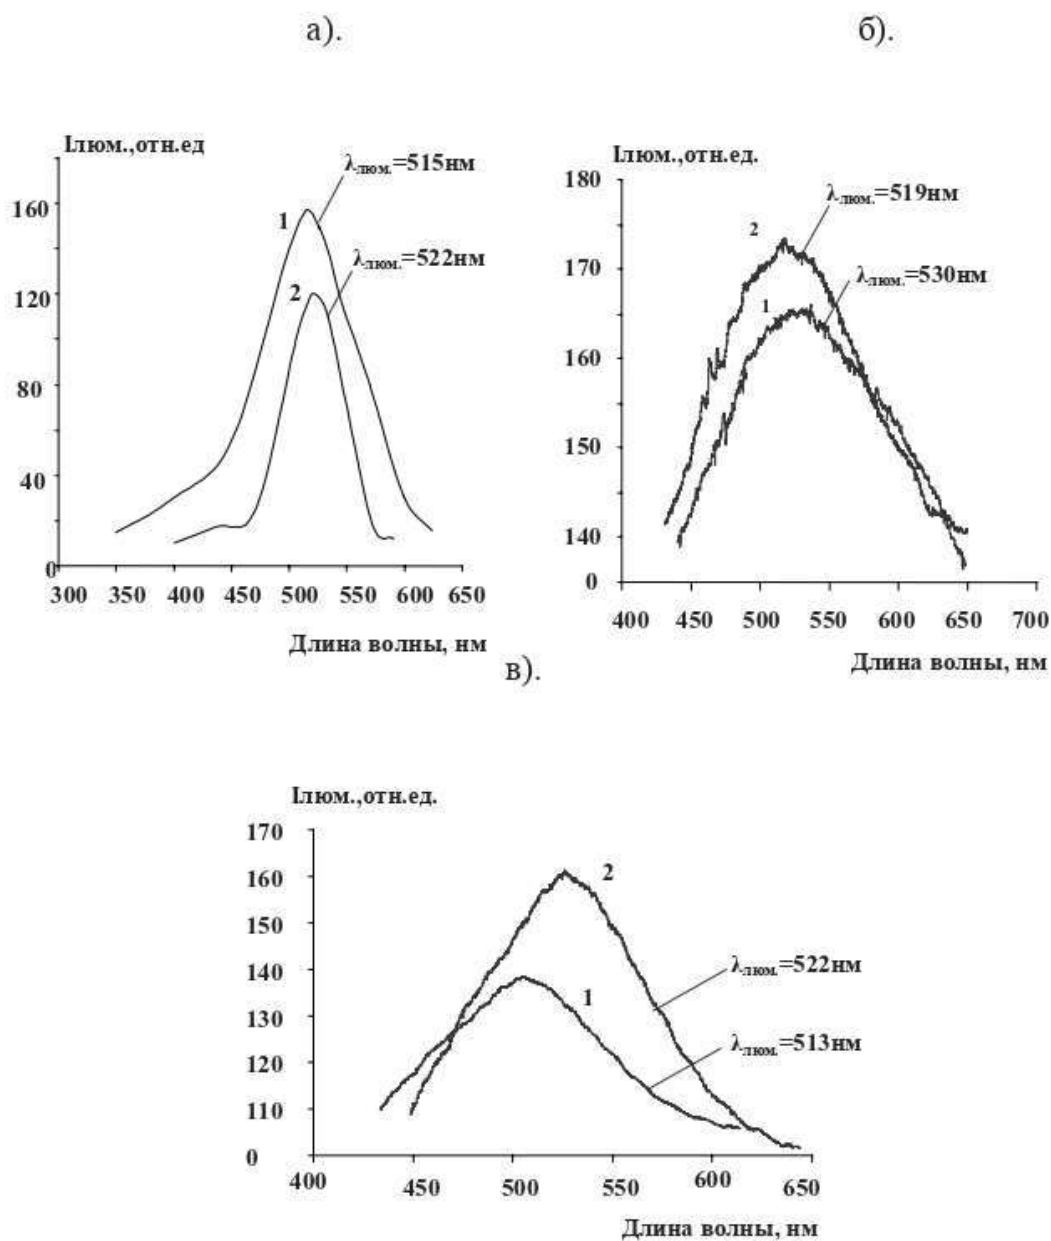 а).
б).
Iлюм.,отн.ед
λлюм.=515нм
160
1
λлюм.=522нм
120
2
80
40
0
300 350 400 450 500 550 600 650
Длина волны, нм
Iлюм.,отн.ед.
180
λлюм.=519нм
2
170
λлюм.=530нм
1
160
150
140
0
400 450 500 550 600 650 700
Длина волны, нм
в).
Iлюм.,отн.ед.
170
160
2
150
140
λлюм.=522нм
1
130
λлюм.=513нм
120
110
0
400 450 500 550 600 650
Длина волны, нм